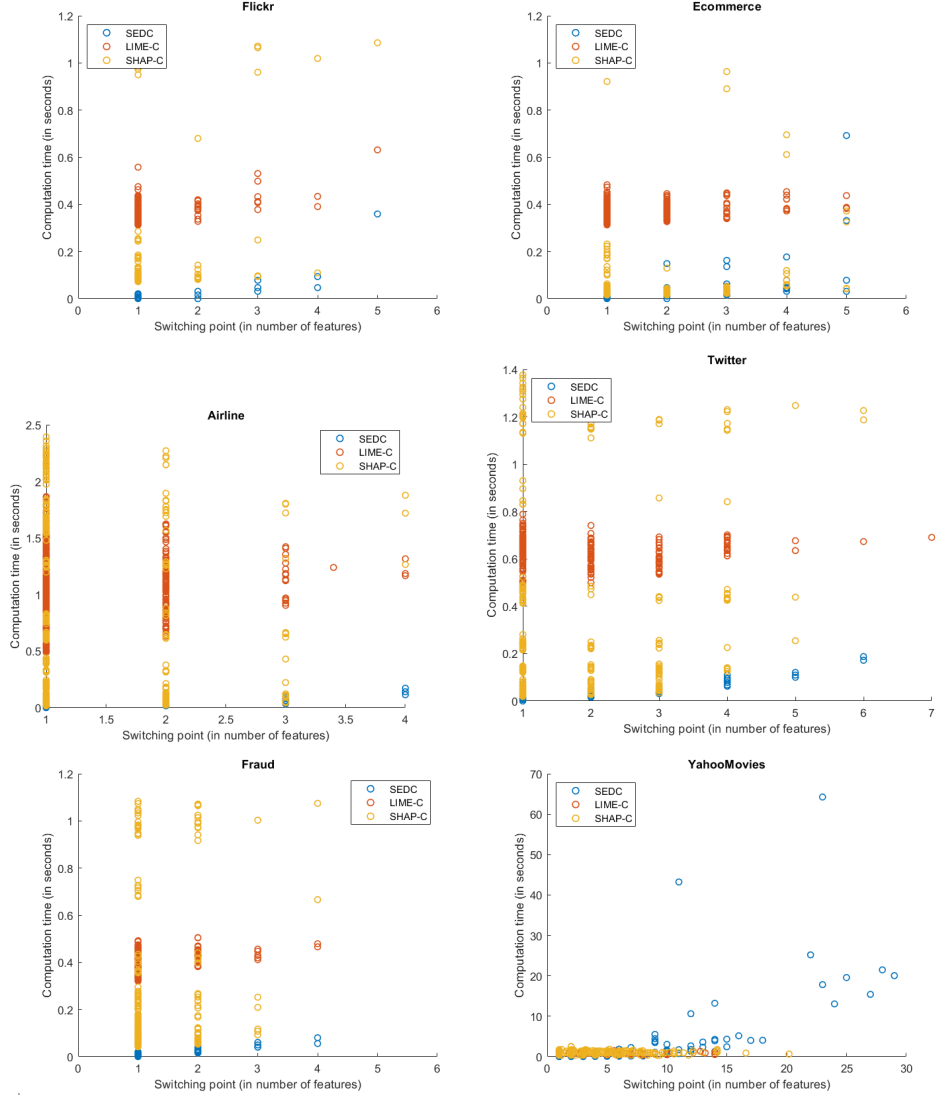 Flickr
SEDC
LIME-C
SHAP-C
Computation time (in seconds)
1.2
1
0.8
0.6
0.4
0.2
0
0 1 2 3 4 5 6
Switching point (in number of features)
Ecommerce
SEDC
LIME-C
SHAP-C
Computation time (in seconds)
1.2
1
0.8
0.6
0.4
0.2
0
0 1 2 3 4 5 6
Switching point (in number of features)
Airline
SEDC
LIME-C
SHAP-C
Computation time (in seconds)
2.5
2
1.5
1
0.5
0
1 1.5 2 2.5 3 3.5 4
Switching point (in number of features)
Twitter
SEDC
LIME-C
SHAP-C
Computation time (in seconds)
1.4
1.2
1
0.8
0.6
0.4
0.2
0
1 2 3 4 5 6 7
Switching point (in number of features)
Fraud
SEDC
LIME-C
SHAP-C
Computation time (in seconds)
1.2
1
0.8
0.6
0.4
0.2
0
0 1 2 3 4 5 6
Switching point (in number of features)
YahooMovies
SEDC
LIME-C
SHAP-C
Computation time (in seconds)
70
60
50
40
30
20
10
0
0 5 10 15 20 25 30
Switching point (in number of features)